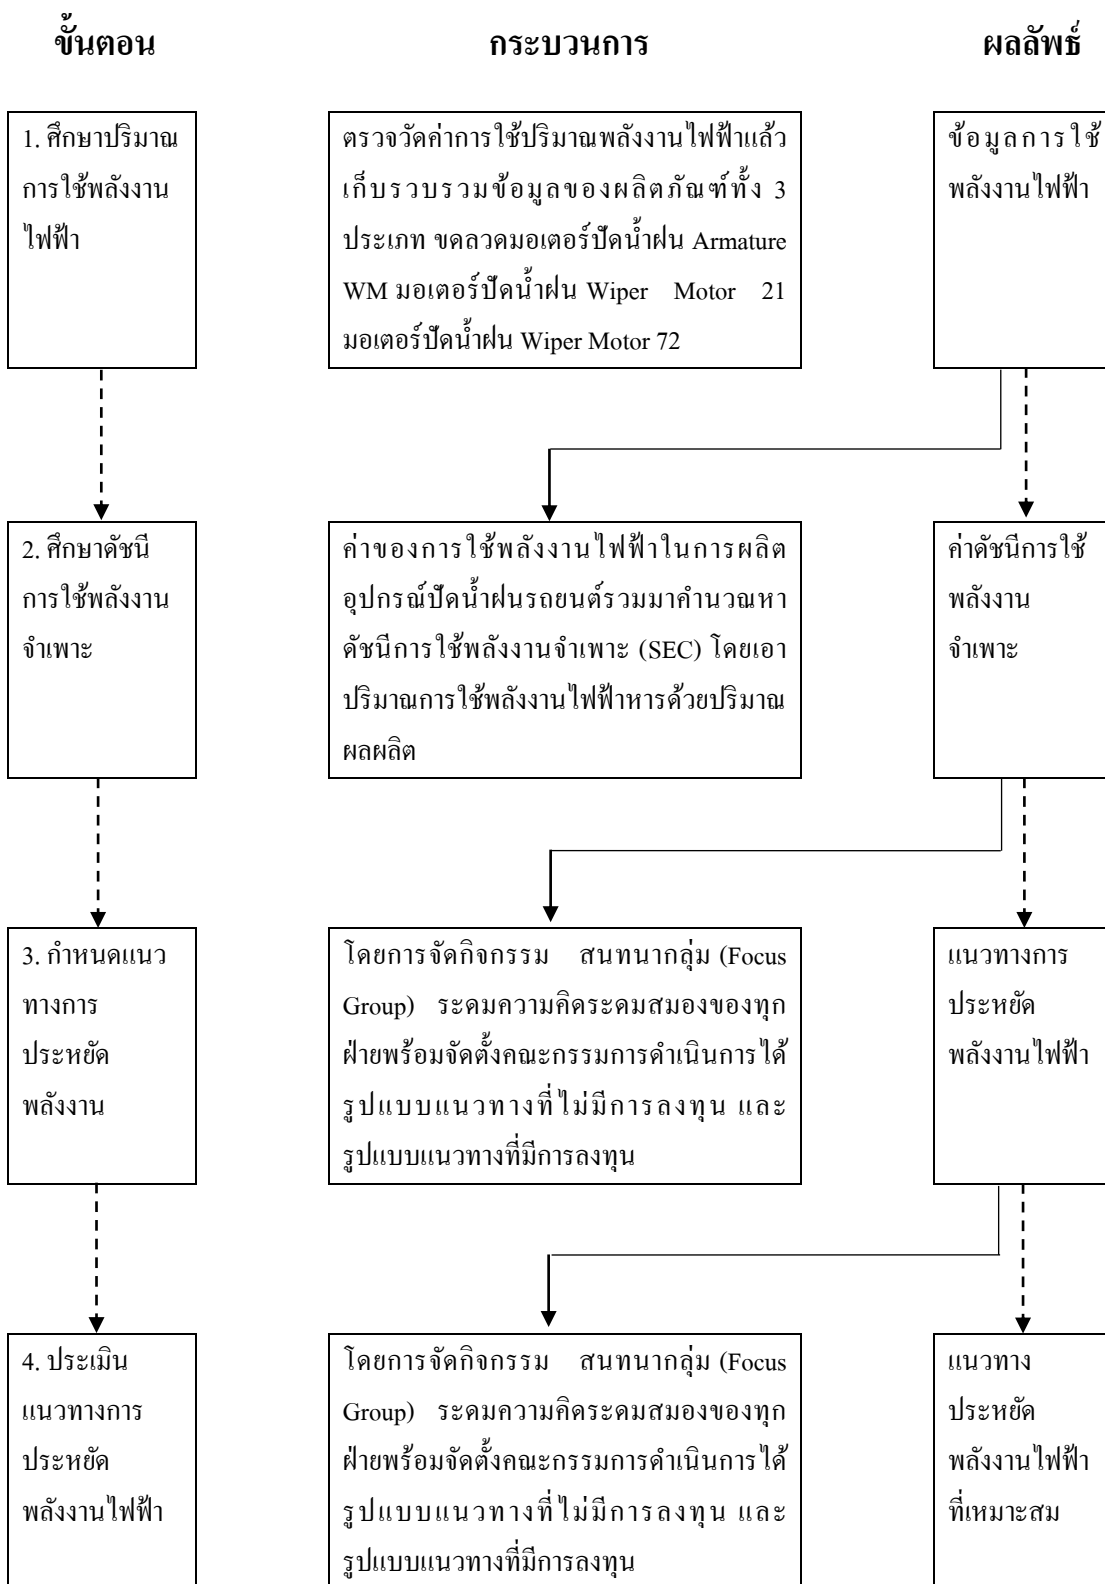 ขั้นตอน
กระบวนการ
ผลลัพธ์
1. ศึกษาปริมาณ
การใช้พลังงาน
ไฟฟ้า
ตรวจวัดค่าการใช้ปริมาณพลังงานไฟฟ้าแล้ว
เก็บรวบรวมข้อมูลของผลิตภัณฑ์ทั้ง 3
ประเภท ขดลวดมอเตอร์ปัดน้ำฝน Armature
WM มอเตอร์ปัดน้ำฝน Wiper Motor 21
มอเตอร์ปัดน้ำฝน Wiper Motor 72
ข้อมูลการใช้
พลังงานไฟฟ้า
2. ศึกษาดัชนี
การใช้พลังงาน
จำเพาะ
ค่าของการใช้พลังงานไฟฟ้าในการผลิต
อุปกรณ์ปัดน้ำฝนรถยนต์รวมมาคำนวณหา
ดัชนีการใช้พลังงานจำเพาะ (SEC) โดยเอา
ปริมาณการใช้พลังงานไฟฟ้าหารด้วยปริมาณ
ผลผลิต
ค่าดัชนีการใช้
พลังงาน
จำเพาะ
3. กำหนดแนว
ทางการ
ประหยัด
พลังงาน
โดยการจัดกิจกรรม สนทนากลุ่ม (Focus
Group) ระดมความคิดระดมสมองของทุก
ฝ่ายพร้อมจัดตั้งคณะกรรมการดำเนินการได้
รูปแบบแนวทางที่ไม่มีการลงทุน และ
รูปแบบแนวทางที่มีการลงทุน
แนวทางการ
ประหยัด
พลังงานไฟฟ้า
4. ประเมิน
แนวทางการ
ประหยัด
พลังงานไฟฟ้า
โดยการจัดกิจกรรม สนทนากลุ่ม (Focus
Group) ระดมความคิดระดมสมองของทุก
ฝ่ายพร้อมจัดตั้งคณะกรรมการดำเนินการได้
รูปแบบแนวทางที่ไม่มีการลงทุน และ
รูปแบบแนวทางที่มีการลงทุน
แนวทาง
ประหยัด
พลังงานไฟฟ้า
ที่เหมาะสม